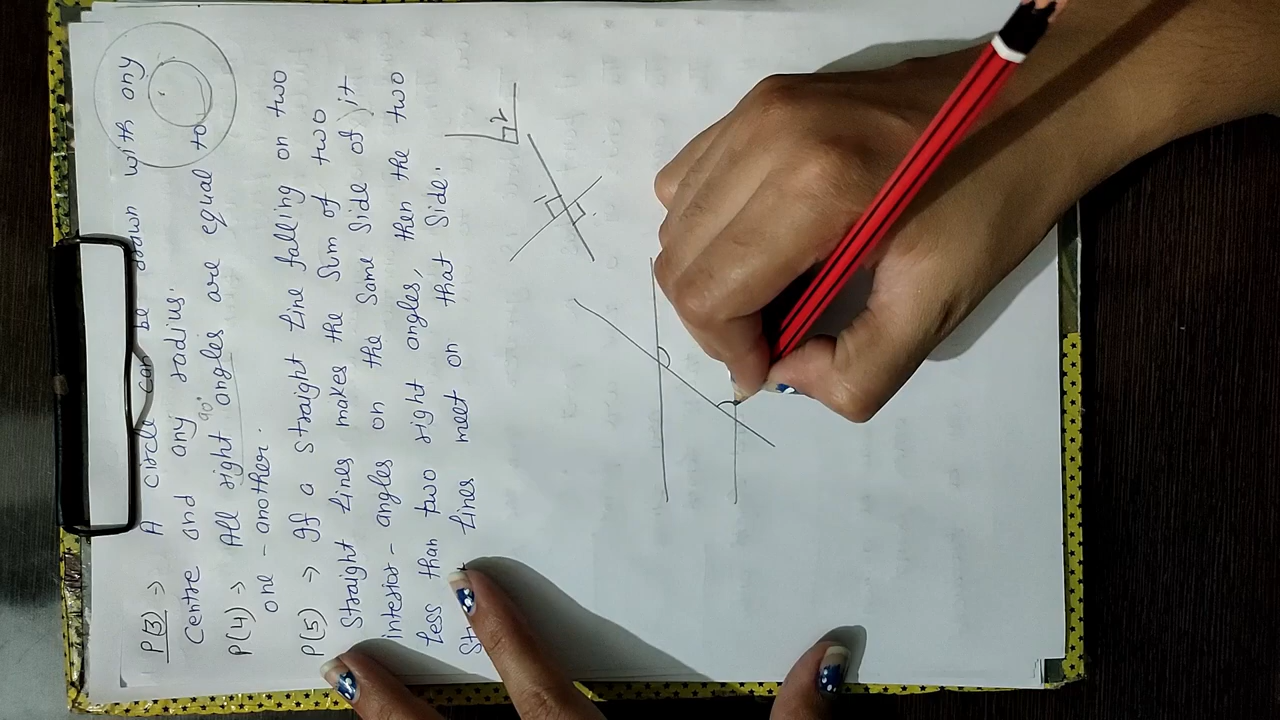 P(3) → A circle can be drawn with any
Centre and any radius.
P(4) → All right angles are equal to
90°
one - another.
P(5) → If a straight line falling on two
Straight lines makes the Sum of two
interior - angles on the Same Side of it
less than two right angles, then the two
lines meet on that Side.